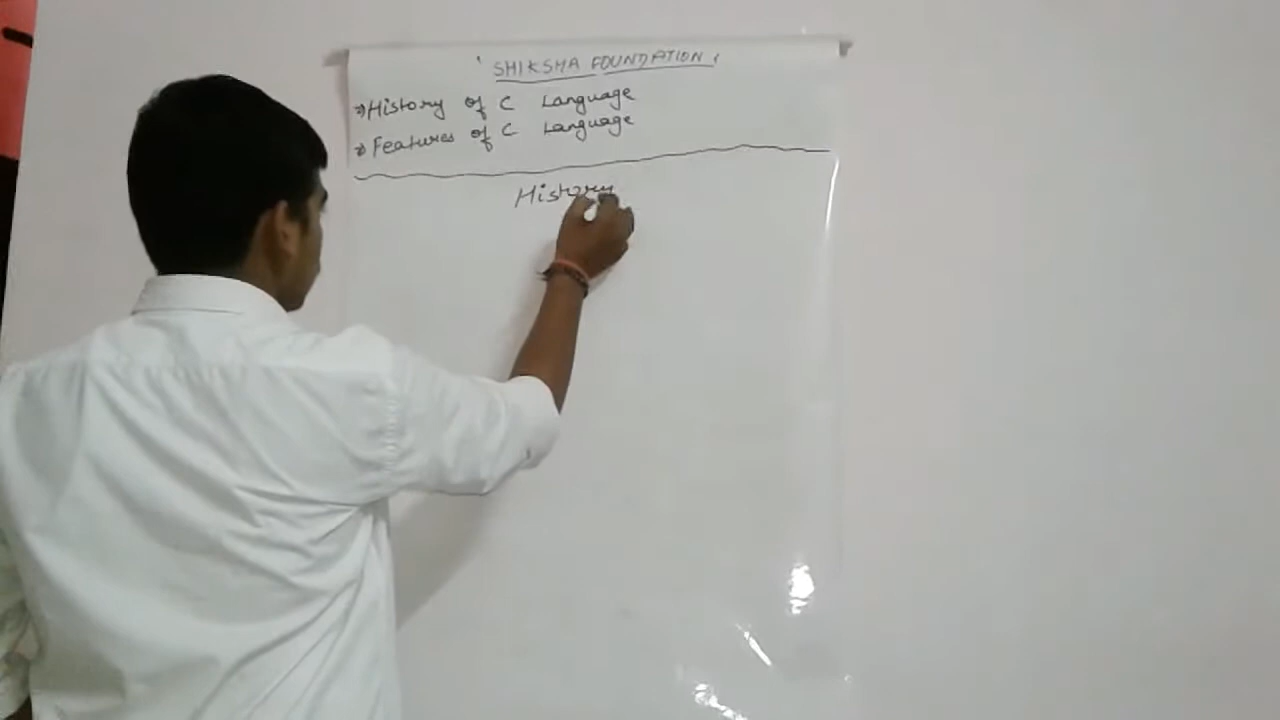 ' SHIKSHA FOUNDATION '
» History of C Language
» Features of C Language
History